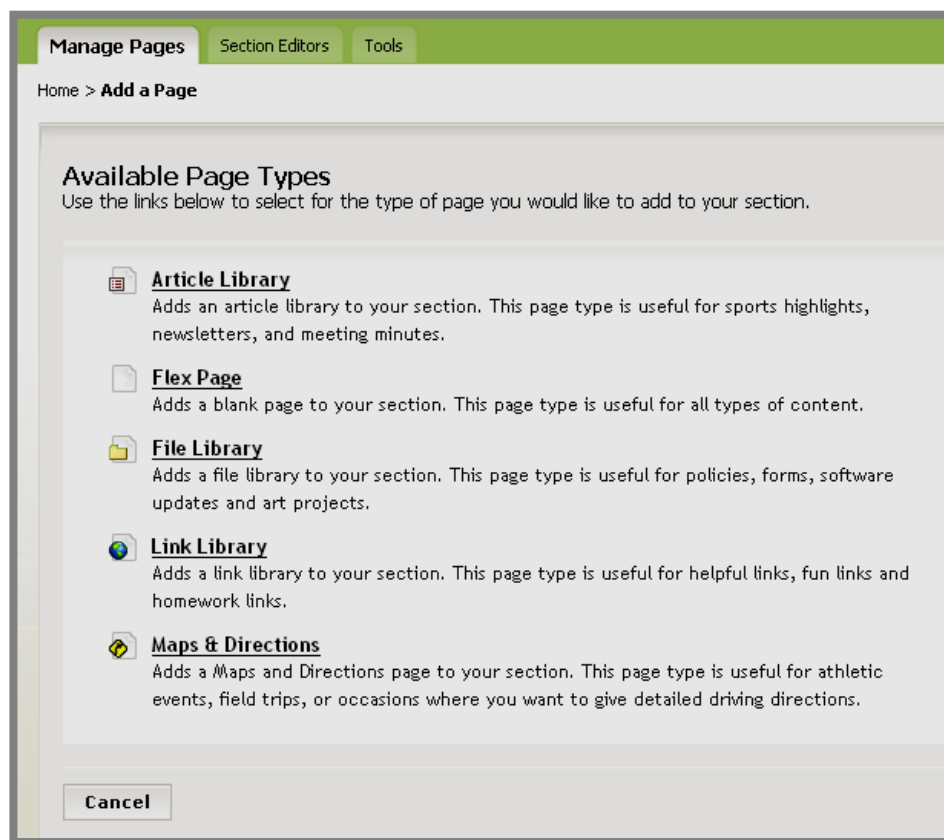 Manage Pages Section Editors Tools
Home > Add a Page
Available Page Types
Use the links below to select for the type of page you would like to add to your section.
Article Library
Adds an article library to your section. This page type is useful for sports highlights,
newsletters, and meeting minutes.
Flex Page
Adds a blank page to your section. This page type is useful for all types of content.
File Library
Adds a file library to your section. This page type is useful for policies, forms, software
updates and art projects.
Link Library
Adds a link library to your section. This page type is useful for helpful links, fun links and
homework links.
Maps & Directions
Adds a Maps and Directions page to your section. This page type is useful for athletic
events, field trips, or occasions where you want to give detailed driving directions.
Cancel